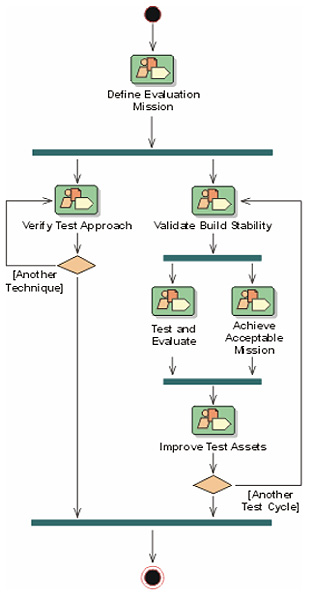 Define Evaluation
Mission
Verify Test Approach
Validate Build Stability
[Another
Technique]
Test and
Evaluate
Achieve
Acceptable
Mission
Improve Test Assets
[Another
Test Cycle]